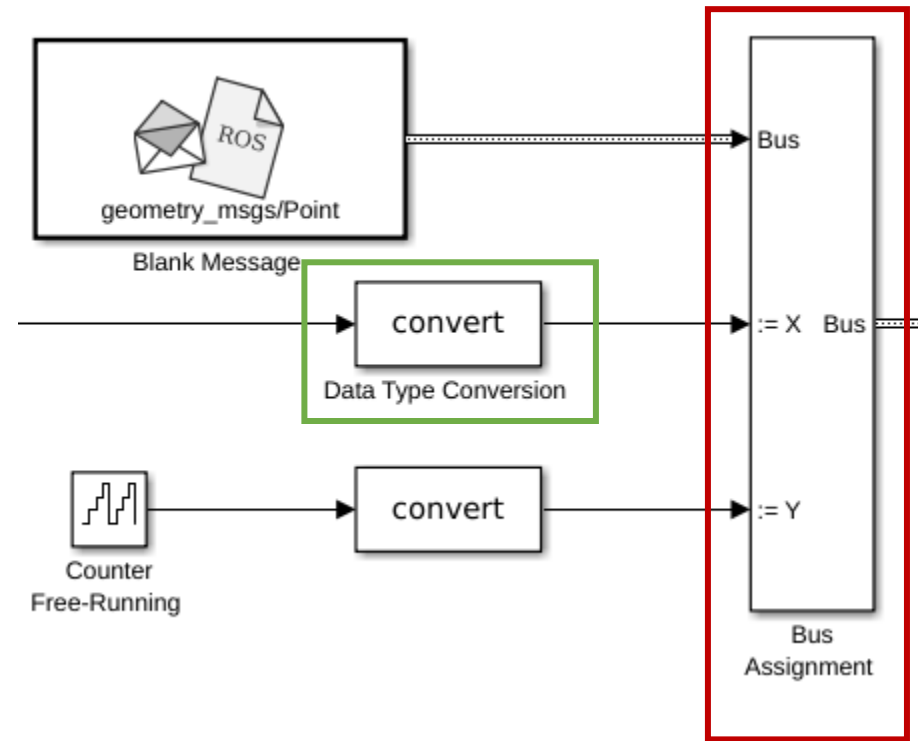 ROS
geometry_msgs/Point
Blank Message
Bus
convert
Data Type Conversion
:= X
Bus
convert
:= Y
Counter
Free-Running
Bus
Assignment